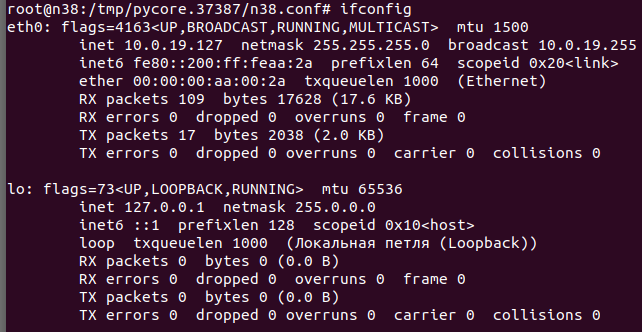 root@n38:/tmp/pycore.37387/n38.conf# ifconfig
eth0: flags=4163<UP,BROADCAST,RUNNING,MULTICAST>  mtu 1500
        inet 10.0.19.127  netmask 255.255.255.0  broadcast 10.0.19.255
        inet6 fe80::200:ff:feaa:2a  prefixlen 64  scopeid 0x20<link>
        ether 00:00:00:aa:00:2a  txqueuelen 1000  (Ethernet)
        RX packets 109  bytes 17628 (17.6 KB)
        RX errors 0  dropped 0  overruns 0  frame 0
        TX packets 17  bytes 2038 (2.0 KB)
        TX errors 0  dropped 0 overruns 0  carrier 0  collisions 0

lo: flags=73<UP,LOOPBACK,RUNNING>  mtu 65536
        inet 127.0.0.1  netmask 255.0.0.0
        inet6 ::1  prefixlen 128  scopeid 0x10<host>
        loop  txqueuelen 1000  (Локальная петля (Loopback))
        RX packets 0  bytes 0 (0.0 B)
        RX errors 0  dropped 0  overruns 0  frame 0
        TX packets 0  bytes 0 (0.0 B)
        TX errors 0  dropped 0 overruns 0  carrier 0  collisions 0